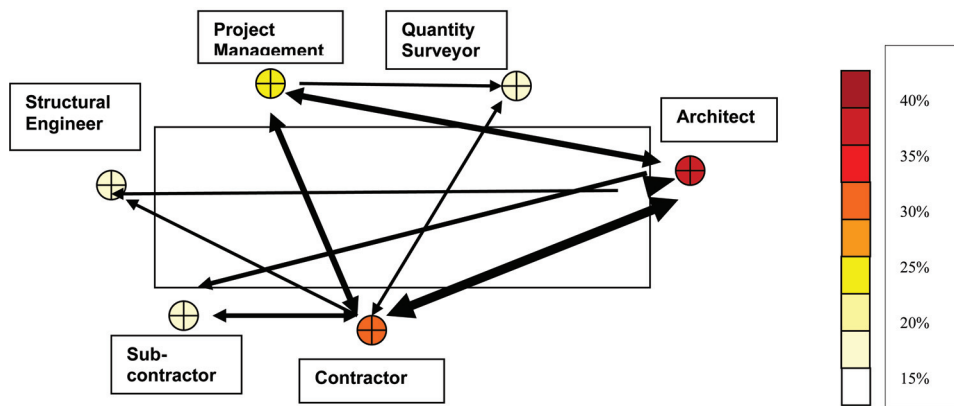 Project
Management
Quantity
Surveyor
Structural
Engineer
Architect
Sub-
contractor
Contractor
40%
35%
30%
25%
20%
15%